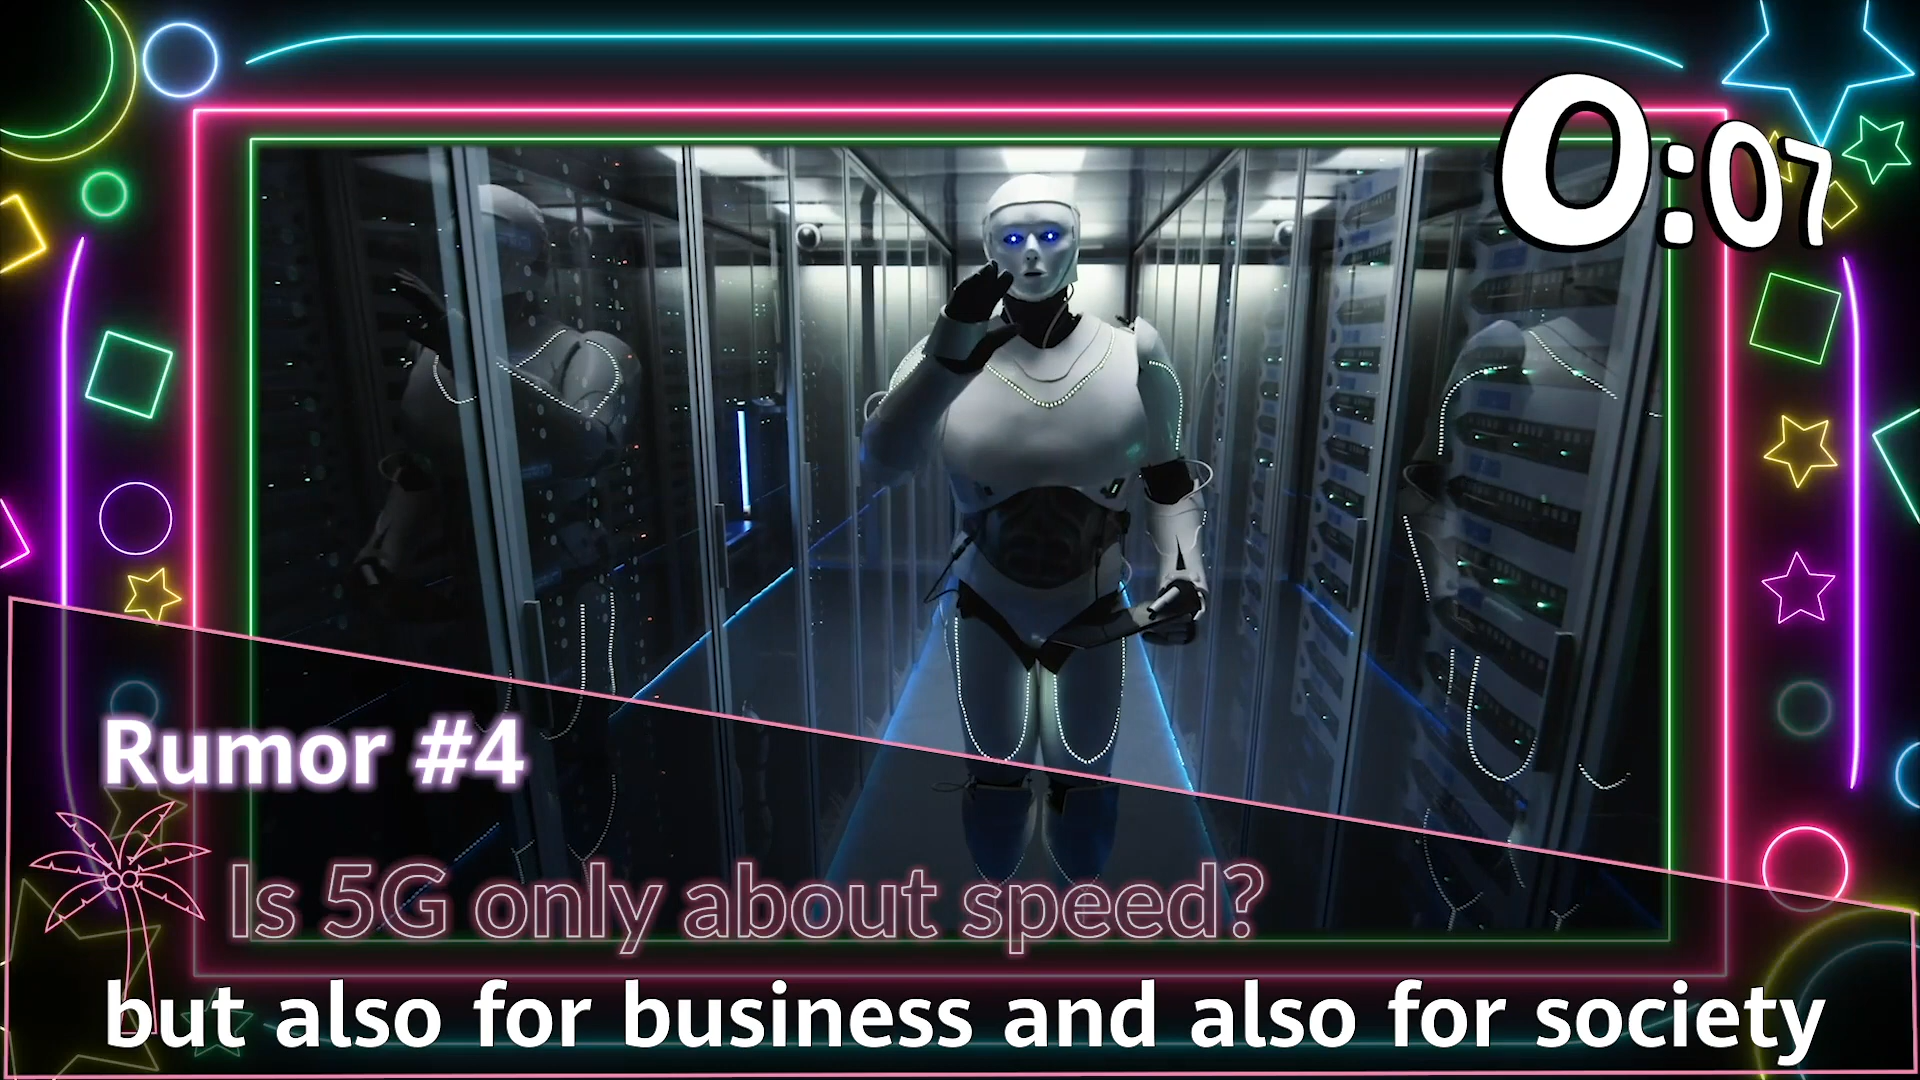 0:07
Rumor #4
Is 5G only about speed?
but also for business and also for society